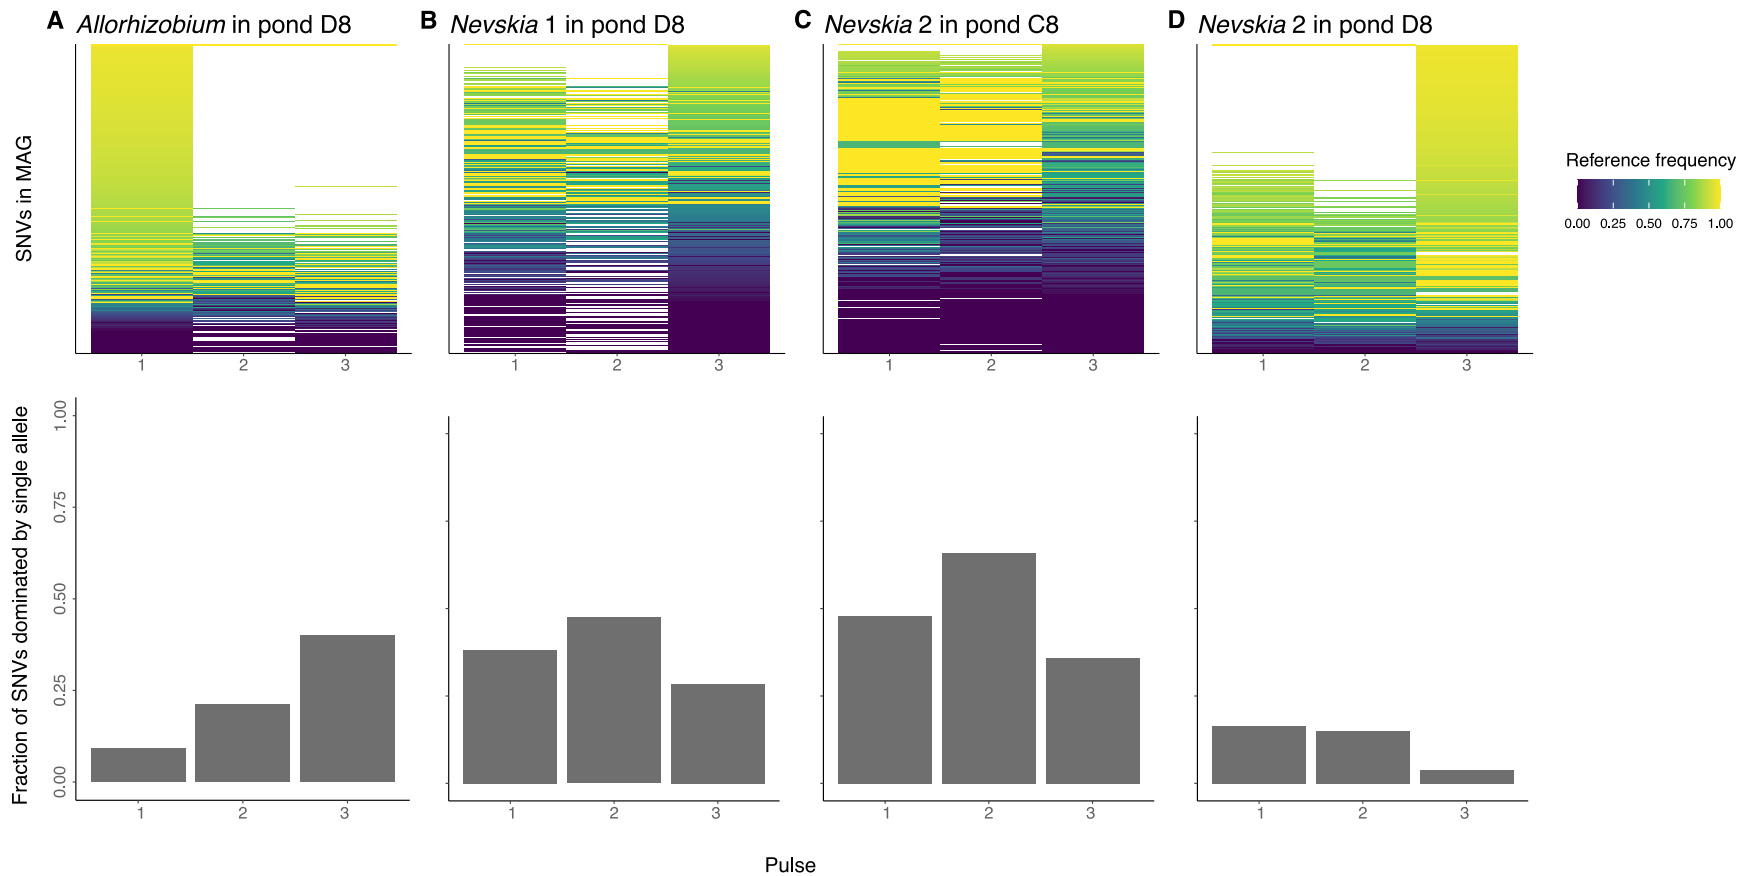 A Allorhizobium in pond D8
B Nevskia 1 in pond D8
C Nevskia 2 in pond C8
D Nevskia 2 in pond D8
SNVs in MAG
1 2 3
1 2 3
1 2 3
1 2 3
Reference frequency
0.00 0.25 0.50 0.75 1.00
Fraction of SNVs dominated by single allele
1.00
0.75
0.50
0.25
0.00
1 2 3
1 2 3
1 2 3
1 2 3
Pulse